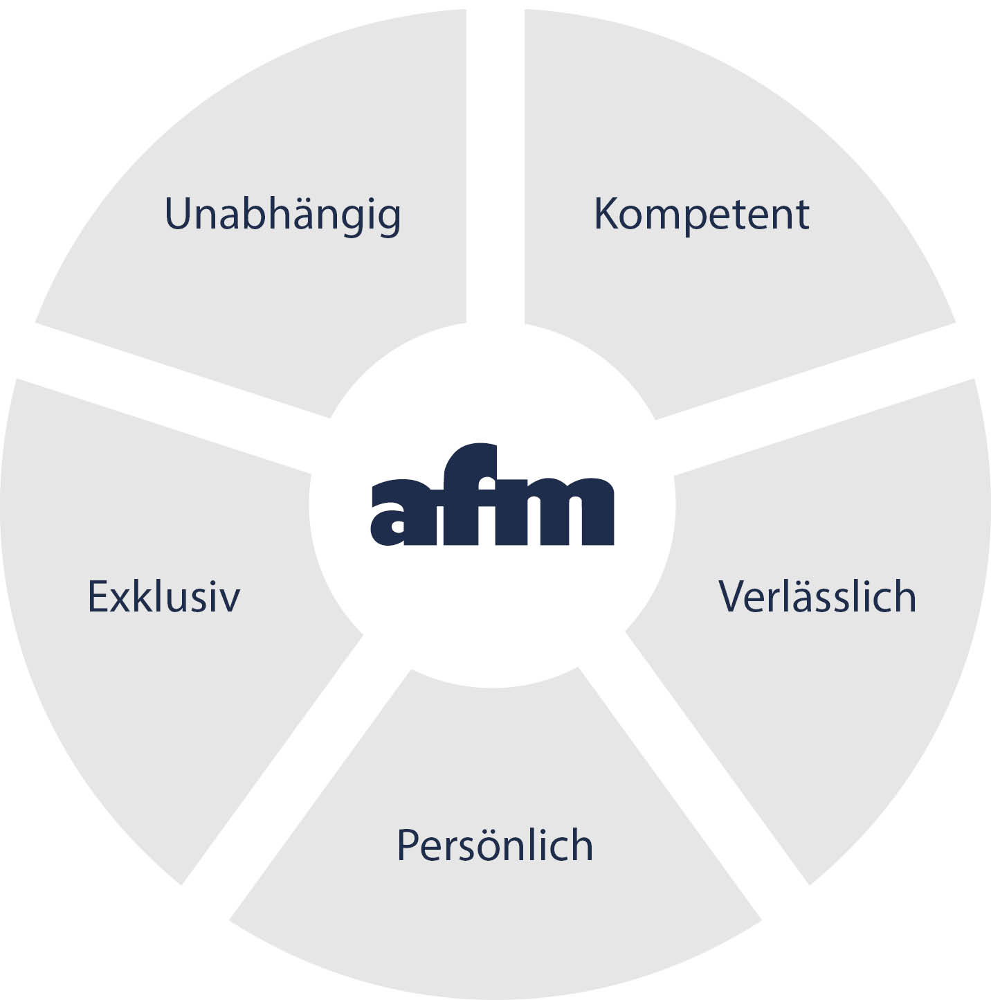 Unabhängig
Kompetent
afm
Exklusiv
Verlässlich
Persönlich